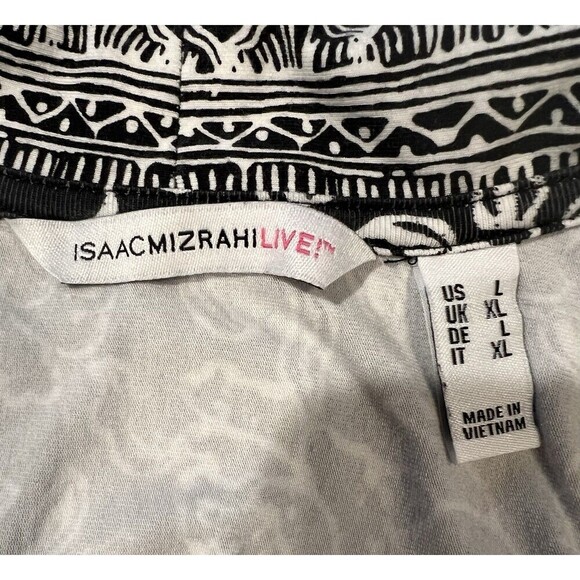 ISAACMIZRAHILIVE!™
US L
UK XL
DE L
IT XL
MADE IN
VIETNAM